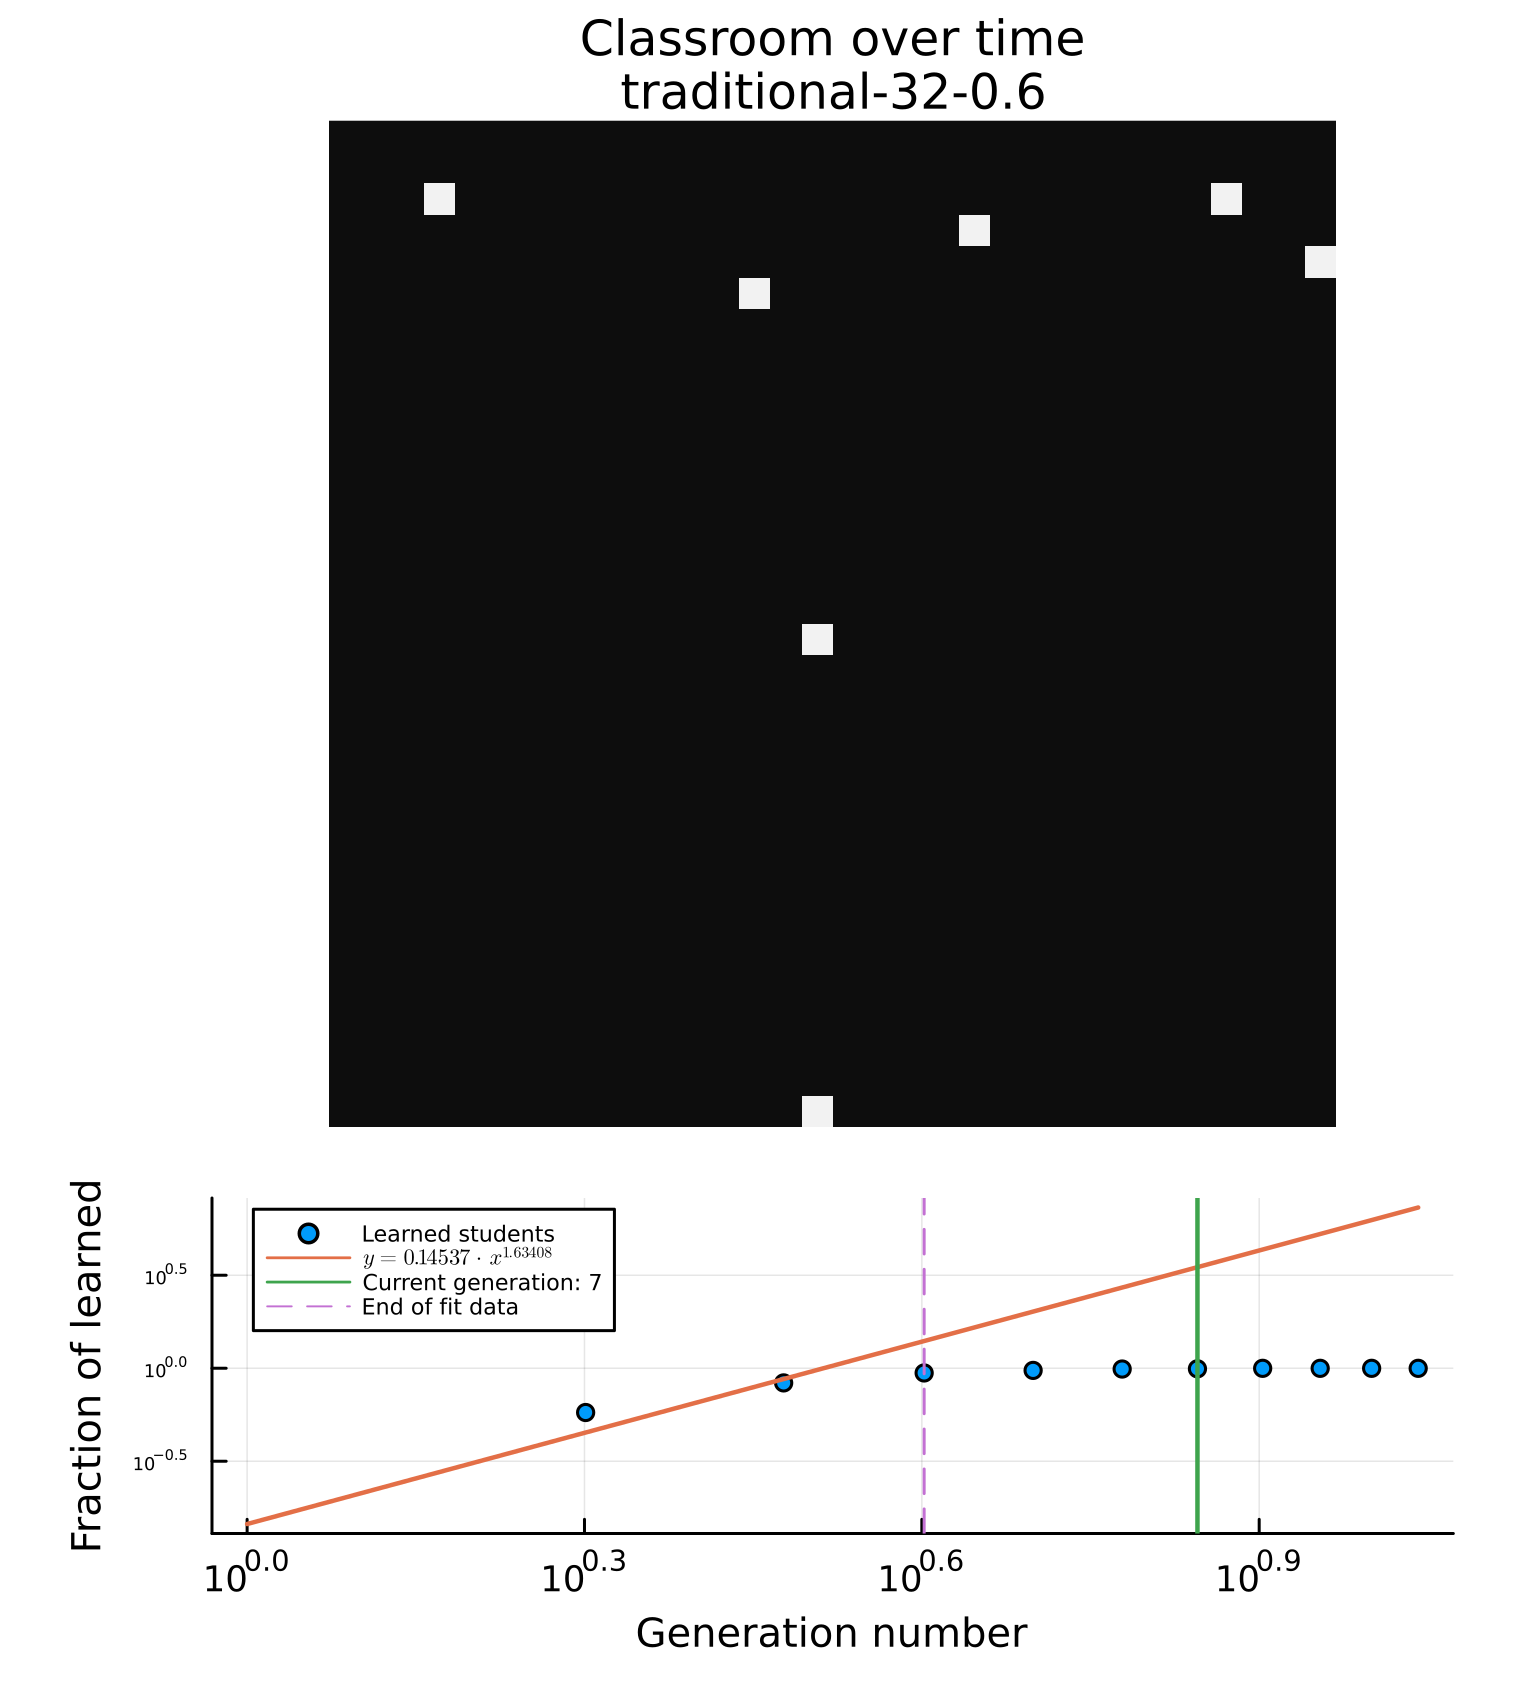 Classroom over time
traditional-32-0.6
Fraction of learned
10^0.5
10^0.0
10^−0.5
Learned students
y = 0.14537 · x^1.63408
Current generation: 7
End of fit data
10^0.0 10^0.3 10^0.6 10^0.9
Generation number